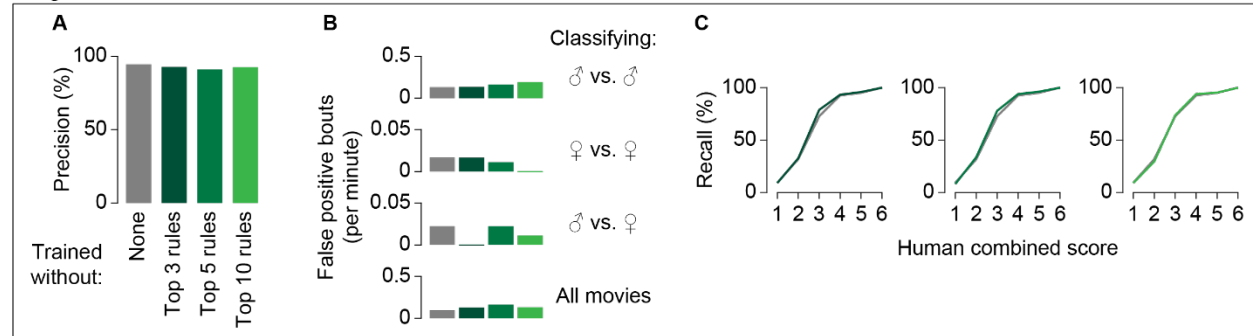 A
Precision (%)
100
50
0
Trained without:
None
Top 3 rules
Top 5 rules
Top 10 rules
B
Classifying:
False positive bouts
(per minute)
0.5
0
♂ vs. ♂
0.05
0
♀ vs. ♀
0.05
0
♂ vs. ♀
0.5
0
All movies
C
Recall (%)
100
50
0
1 2 3 4 5 6
100
50
0
1 2 3 4 5 6
100
50
0
1 2 3 4 5 6
Human combined score